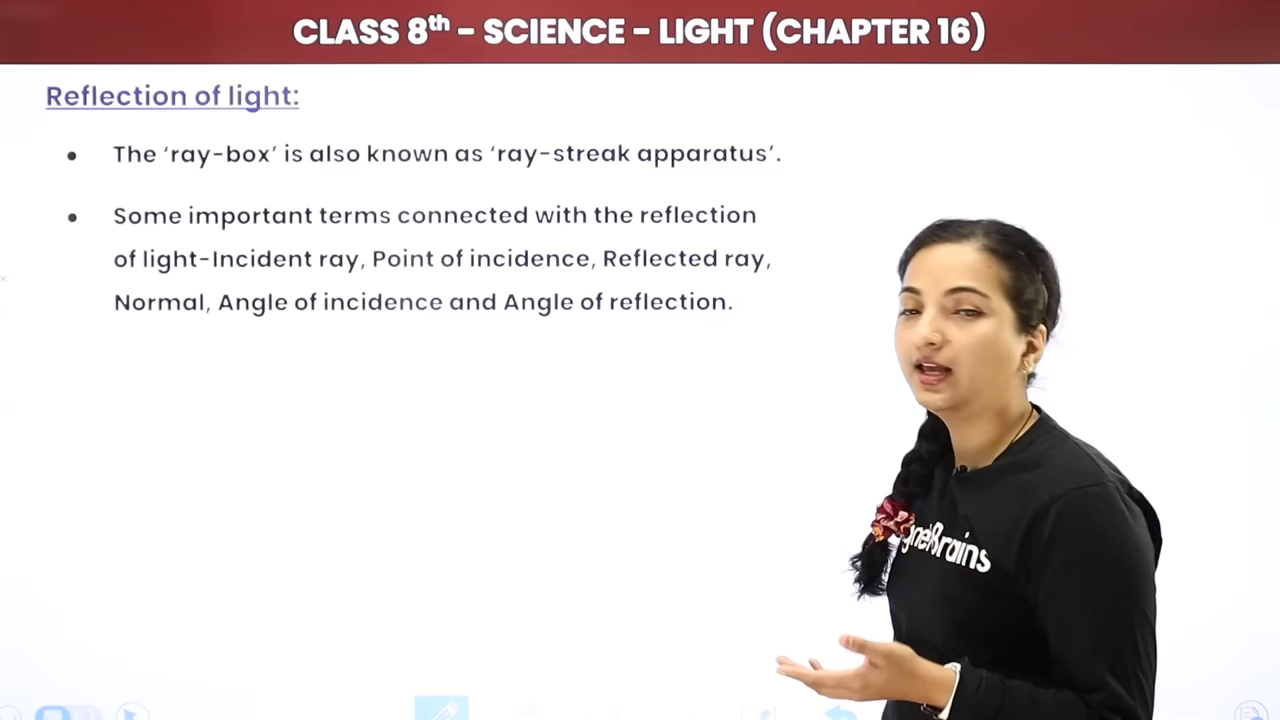 CLASS 8th - SCIENCE - LIGHT (CHAPTER 16)
Reflection of light:
• The ‘ray-box’ is also known as ‘ray-streak apparatus’.
• Some important terms connected with the reflection
of light-Incident ray, Point of incidence, Reflected ray,
Normal, Angle of incidence and Angle of reflection.
Brains